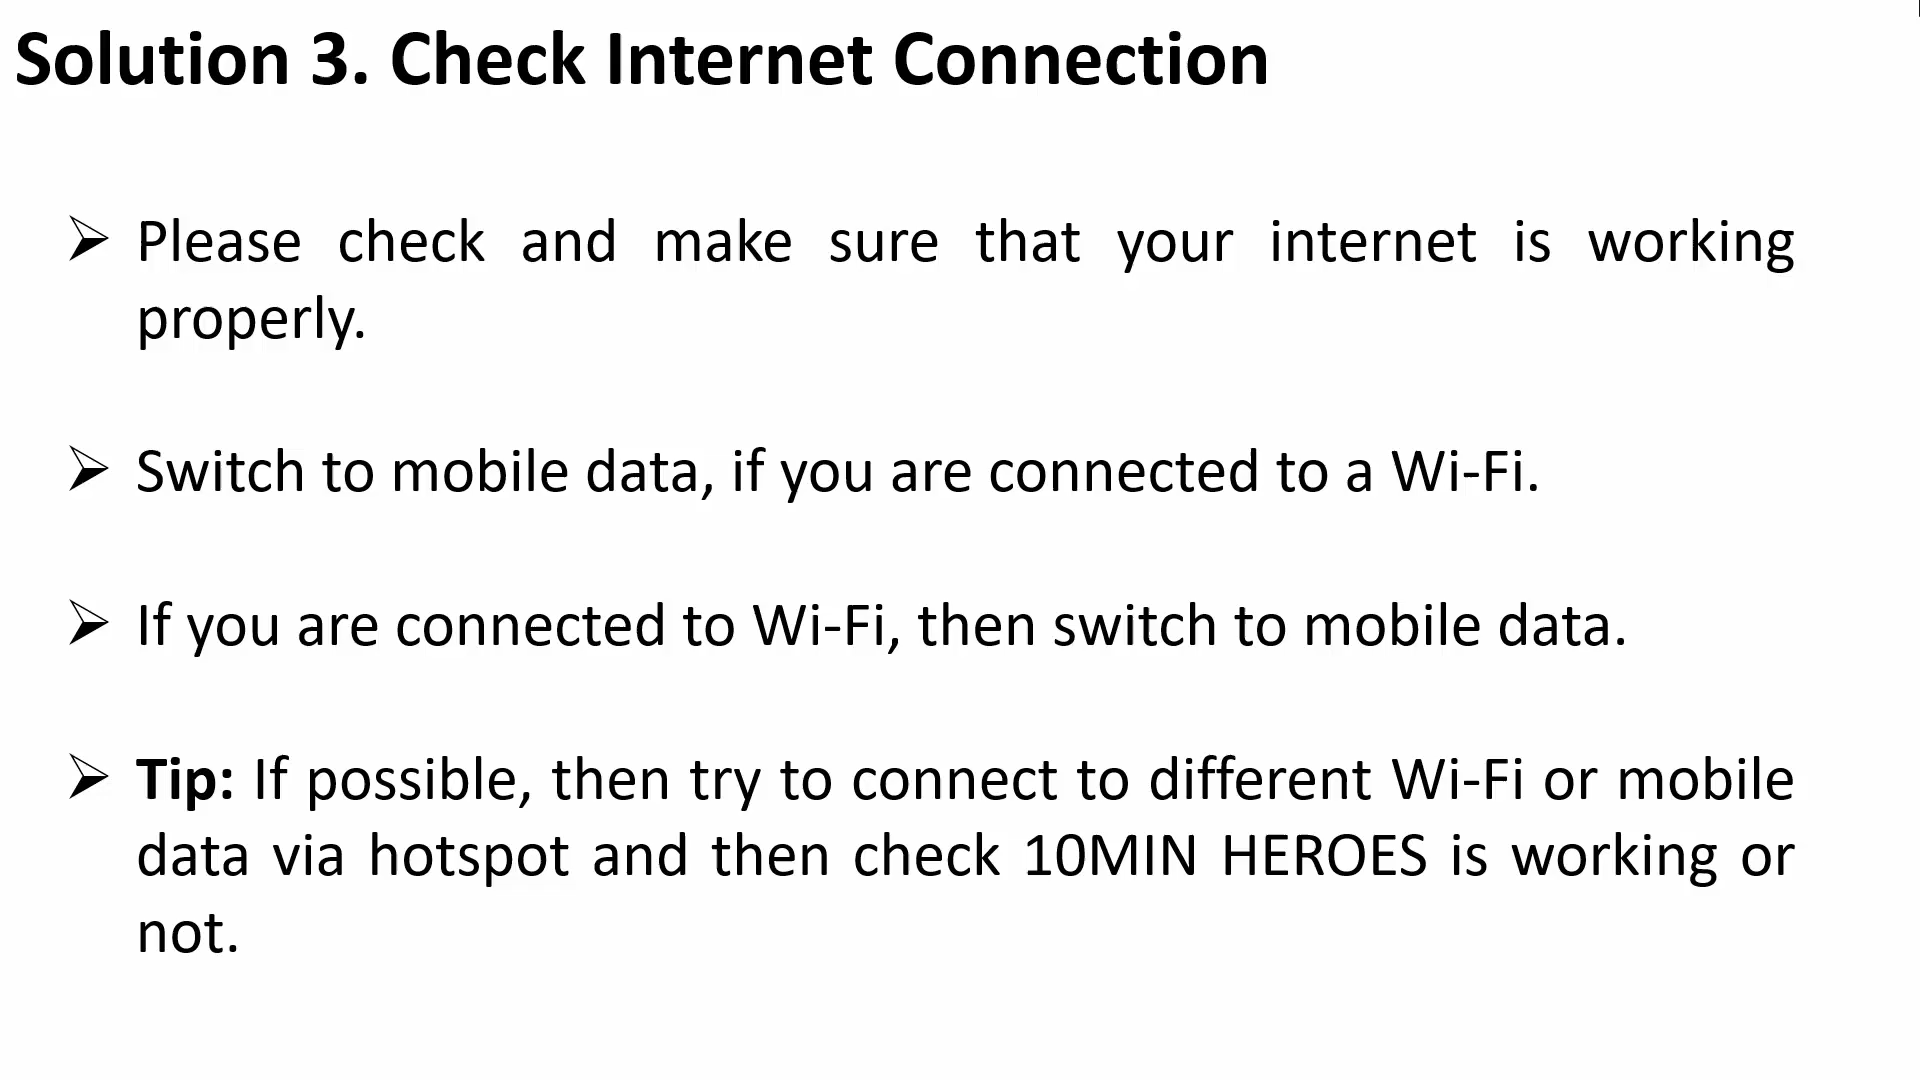 Solution 3. Check Internet Connection
Please check and make sure that your internet is working
properly.
Switch to mobile data, if you are connected to a Wi-Fi.
If you are connected to Wi-Fi, then switch to mobile data.
Tip: If possible, then try to connect to different Wi-Fi or mobile
data via hotspot and then check 10MIN HEROES is working or
not.